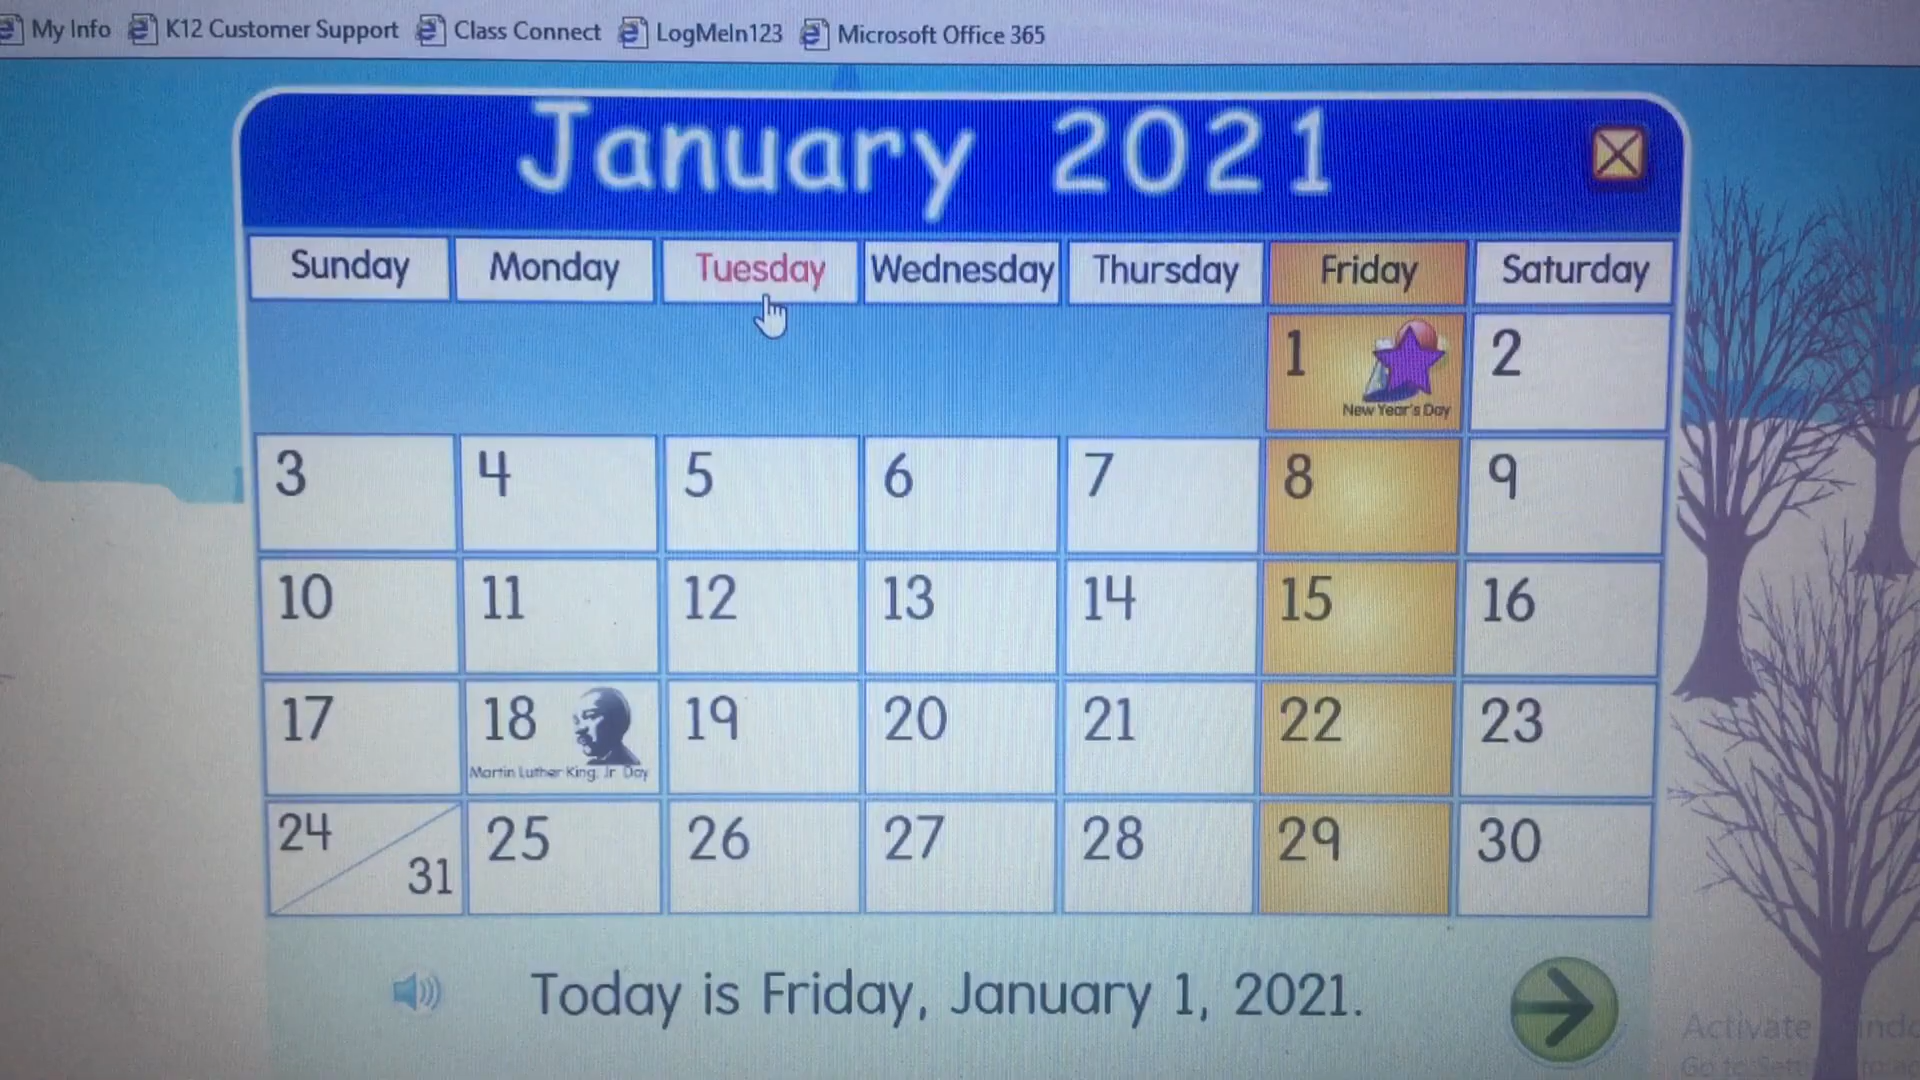 My Info K12 Customer Support Class Connect LogMeIn123 Microsoft Office 365
January 2021
Sunday Monday Tuesday Wednesday Thursday Friday Saturday
1 2
New Year's Day
3 4 5 6 7 8 9
10 11 12 13 14 15 16
17 18 19 20 21 22 23
Martin Luther King, Jr. Day
24 31 25 26 27 28 29 30
Today is Friday, January 1, 2021.
Activate
Go to